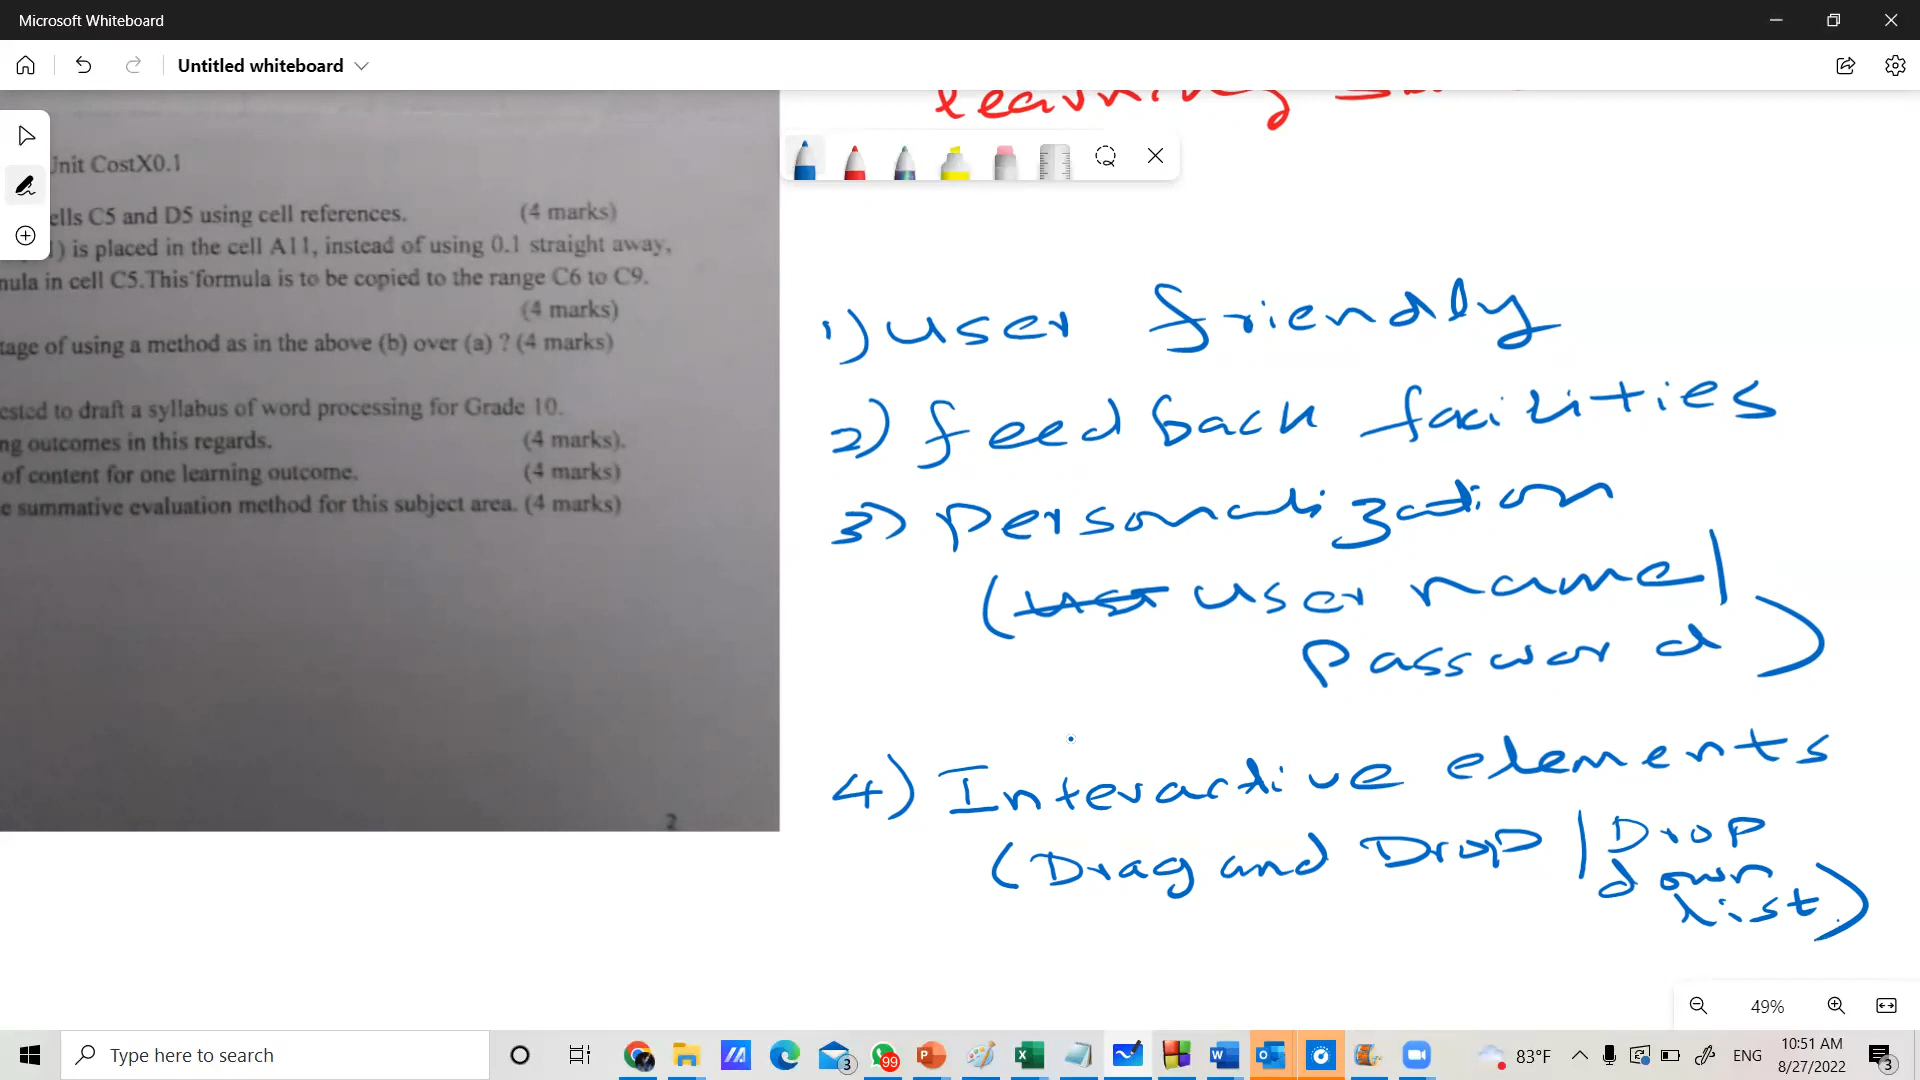 Microsoft Whiteboard
Untitled whiteboard
learning
Unit CostX0.1
ells C5 and D5 using cell references. (4 marks)
) is placed in the cell A11, instead of using 0.1 straight away,
nula in cell C5.This formula is to be copied to the range C6 to C9.
(4 marks)
tage of using a method as in the above (b) over (a) ? (4 marks)
ested to draft a syllabus of word processing for Grade 10.
ng outcomes in this regards. (4 marks).
of content for one learning outcome. (4 marks)
e summative evaluation method for this subject area. (4 marks)
2
1) user friendly
2) feed back facilities
3) personalization
(user name/
password)
4) Interactive elements
(Drag and Drop / Drop
down
list)
49%
Type here to search
3
99
83°F
ENG
10:51 AM
8/27/2022
3